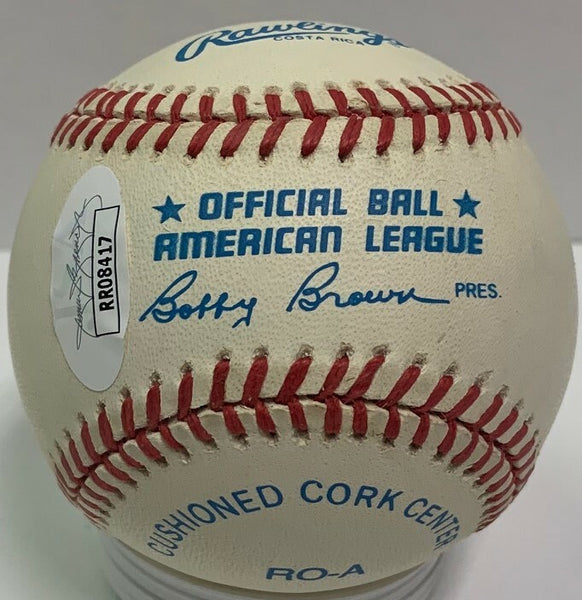 Rawlings
COSTA RICA
★ OFFICIAL BALL ★
AMERICAN LEAGUE
Bobby Brown PRES.
RR08417
CUSHIONED CORK CENTER
RO-A